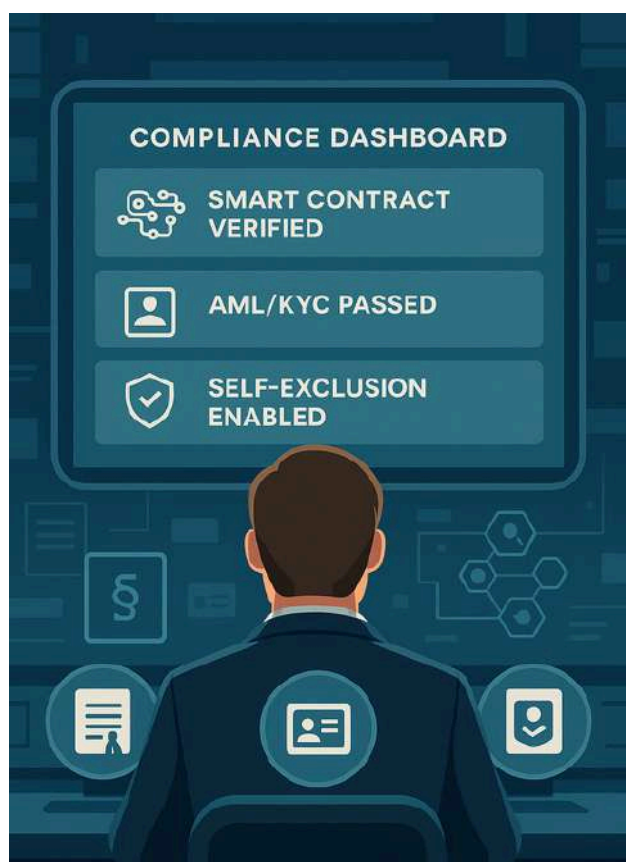 COMPLIANCE DASHBOARD
SMART CONTRACT
VERIFIED
AML/KYC PASSED
SELF-EXCLUSION
ENABLED
§